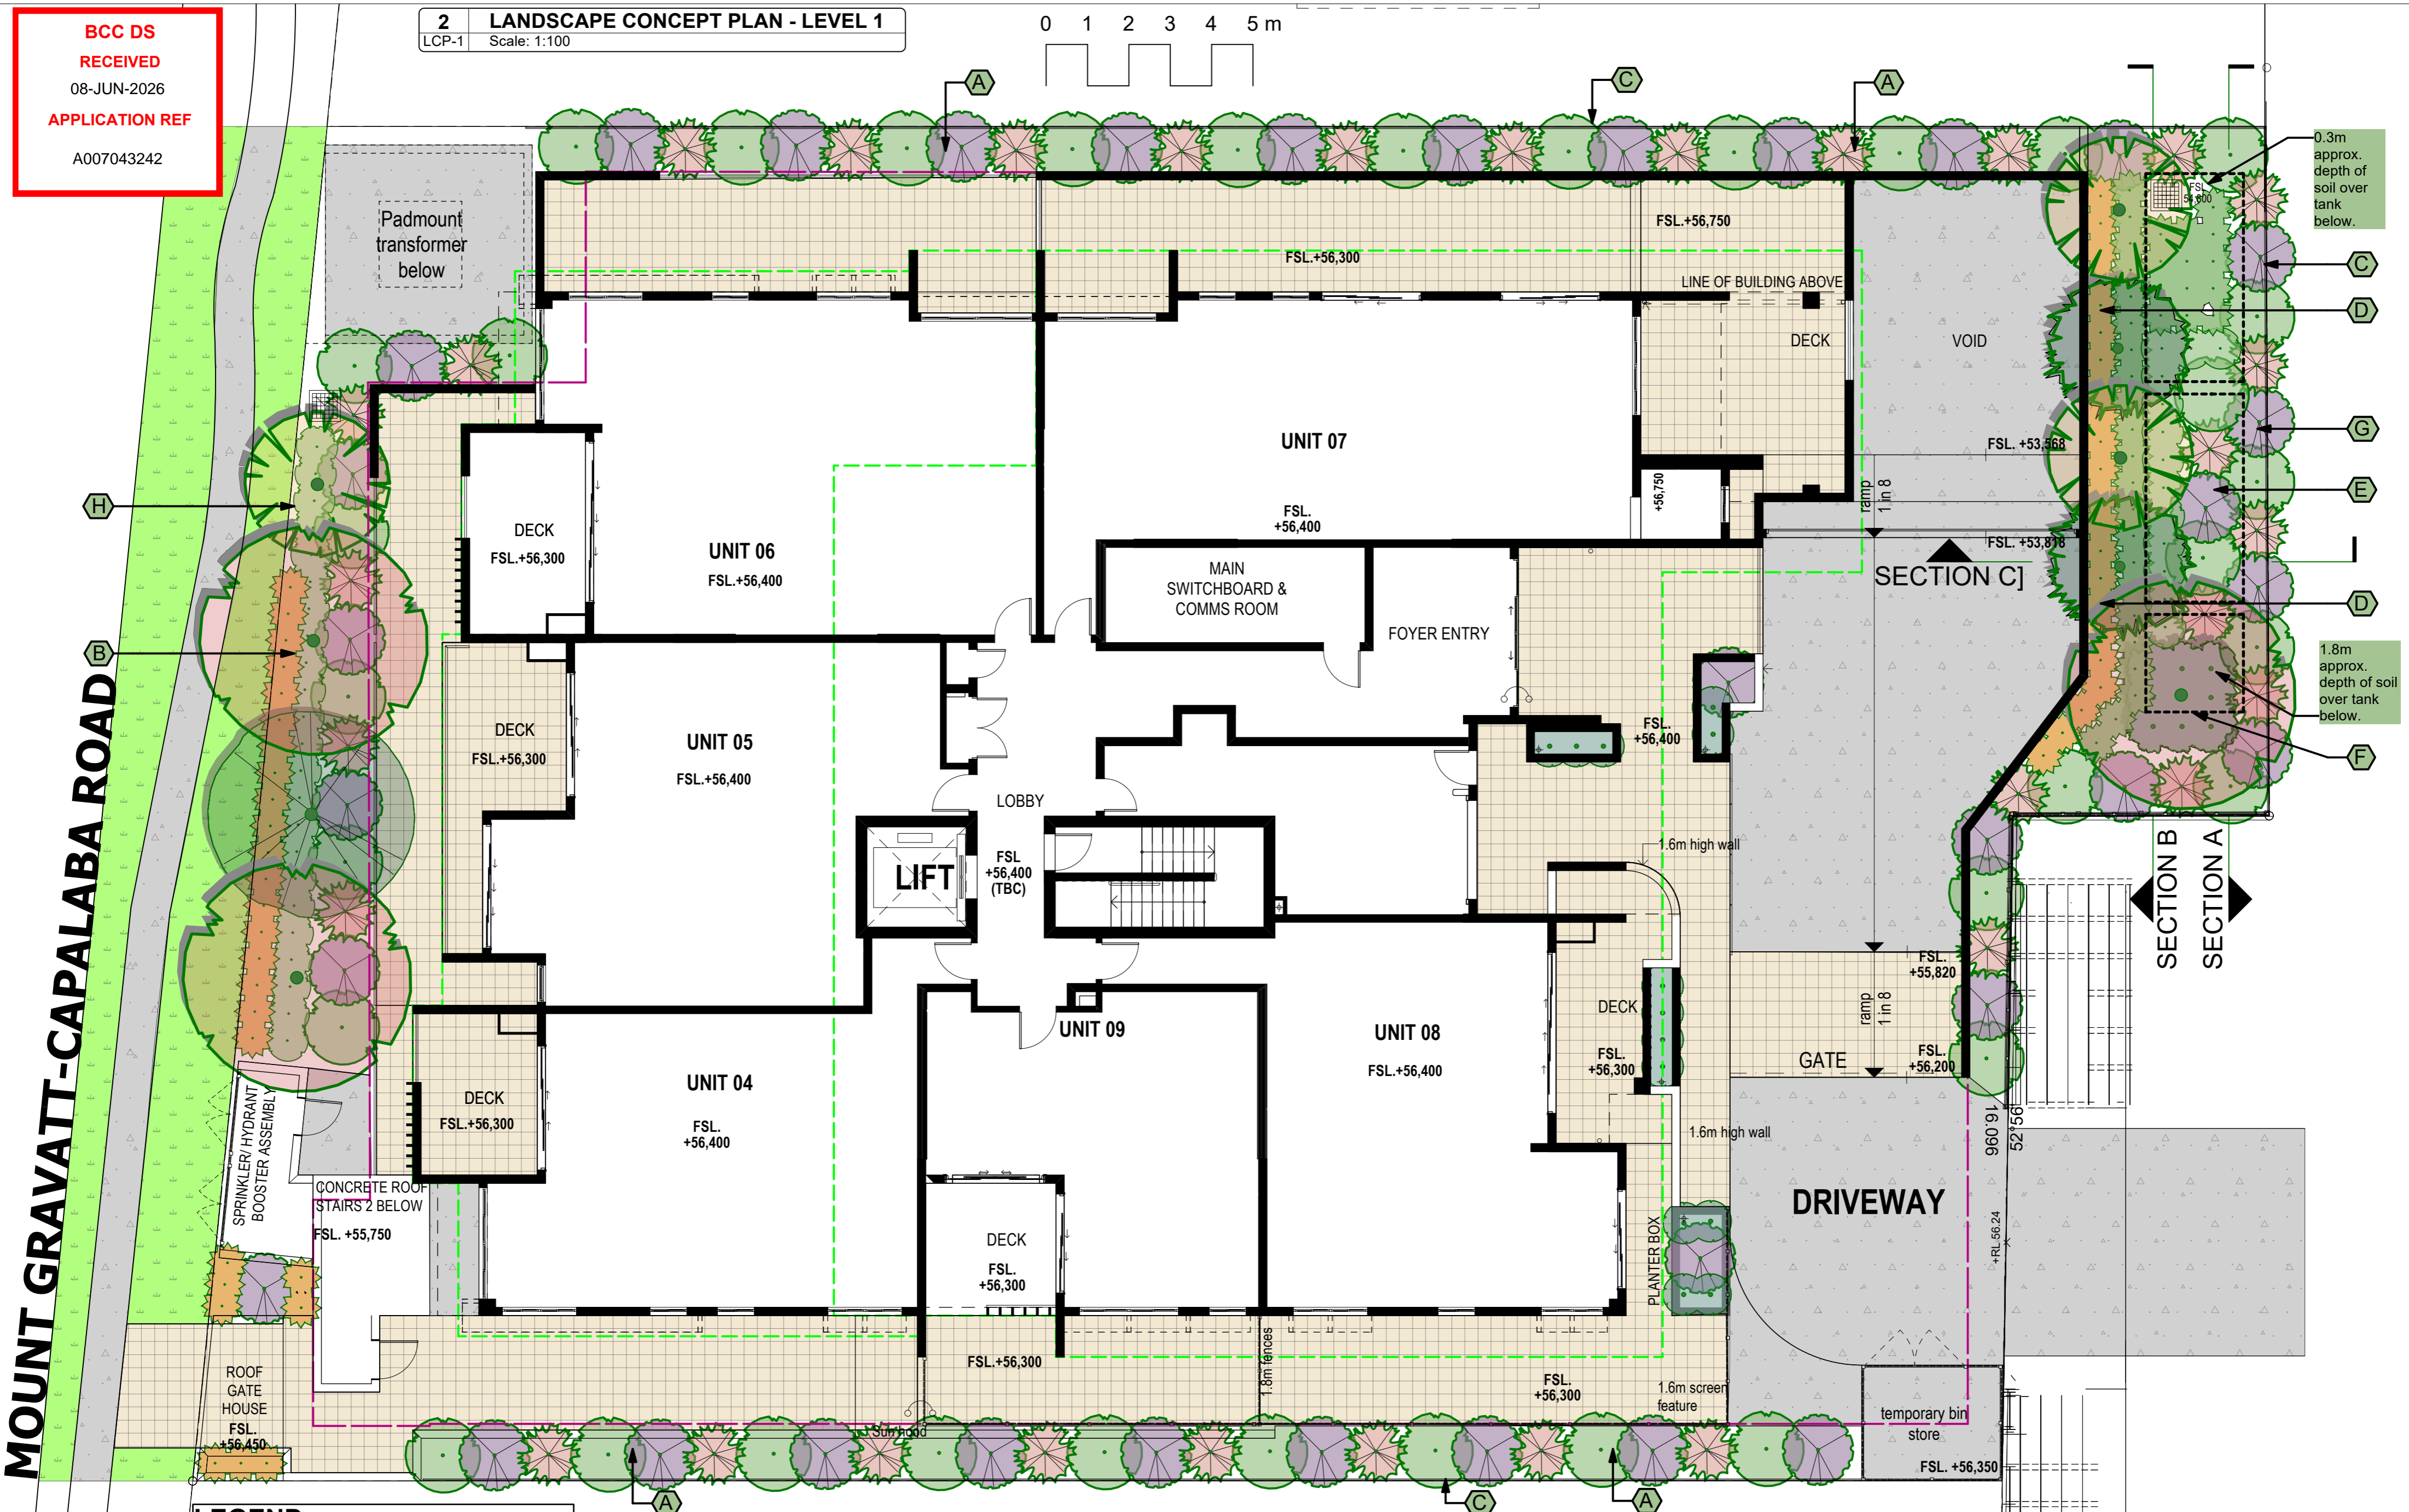 BCC DS
RECEIVED
08-JUN-2026
APPLICATION REF
A007043242
2 LANDSCAPE CONCEPT PLAN - LEVEL 1
LCP-1 Scale: 1:100
0 1 2 3 4 5 m
A
C
A
0.3m
approx.
depth of
soil over
tank
below.
Padmount
transformer
below
FSL.+56,750
FSL.+56,300
LINE OF BUILDING ABOVE
DECK
VOID
FSL
C
D
G
E
D
UNIT 07
FSL.
+56,400
+56,750
ramp
1 in 8
FSL. +53,568
FSL. +53,818
SECTION C]
H
DECK
FSL.+56,300
UNIT 06
FSL.+56,400
MAIN
SWITCHBOARD &
COMMS ROOM
FOYER ENTRY
B
1.8m
approx.
depth of soil
over tank
below.
F
DECK
FSL.+56,300
UNIT 05
FSL.+56,400
FSL.
+56,400
LOBBY
LIFT
FSL
+56,400
(TBC)
1.6m high wall
SECTION B
SECTION A
MOUNT GRAVATT-CAPALABA ROAD
FSL.
+55,820
ramp
1 in 8
GATE
FSL.
+56,200
UNIT 09
UNIT 08
FSL.+56,400
DECK
FSL.
+56,300
1.6m high wall
16.096
52°56'
UNIT 04
FSL.
+56,400
DECK
FSL.+56,300
SPRINKLER/ HYDRANT
BOOSTER ASSEMBLY
CONCRETE ROOF
STAIRS 2 BELOW
FSL. +55,750
DRIVEWAY
+RL 56.24
DECK
FSL.
+56,300
PLANTER BOX
FSL.+56,300
1.8m fences
FSL.
+56,300
1.6m screen
feature
ROOF
GATE
HOUSE
FSL.
+56,450
Sun hood
temporary bin
store
FSL. +56,350
A
C
A
LEGEND